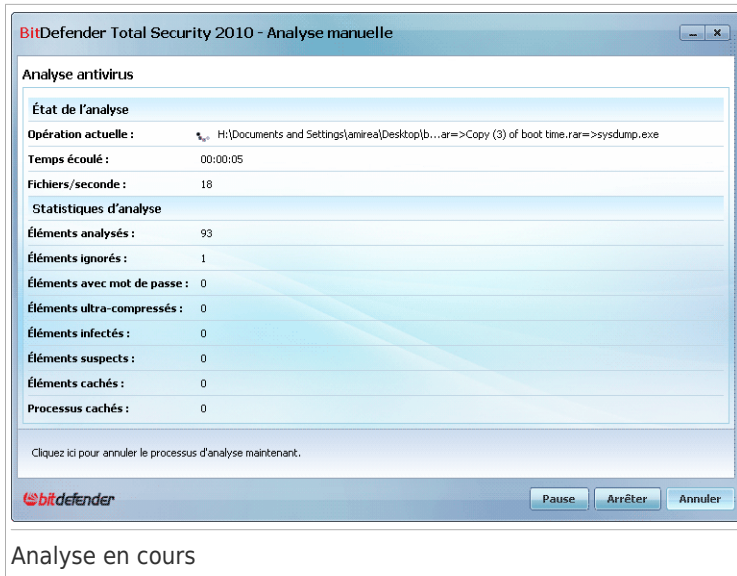 BitDefender Total Security 2010 - Analyse manuelle
Analyse antivirus
État de l'analyse
Opération actuelle : H:\Documents and Settings\amirea\Desktop\b...ar=>Copy (3) of boot time.rar=>sysdump.exe
Temps écoulé : 00:00:05
Fichiers/seconde : 18
Statistiques d'analyse
Éléments analysés : 93
Éléments ignorés : 1
Éléments avec mot de passe : 0
Éléments ultra-compressés : 0
Éléments infectés : 0
Éléments suspects : 0
Éléments cachés : 0
Processus cachés : 0
Cliquez ici pour annuler le processus d'analyse maintenant.
bitdefender Pause Arrêter Annuler
Analyse en cours